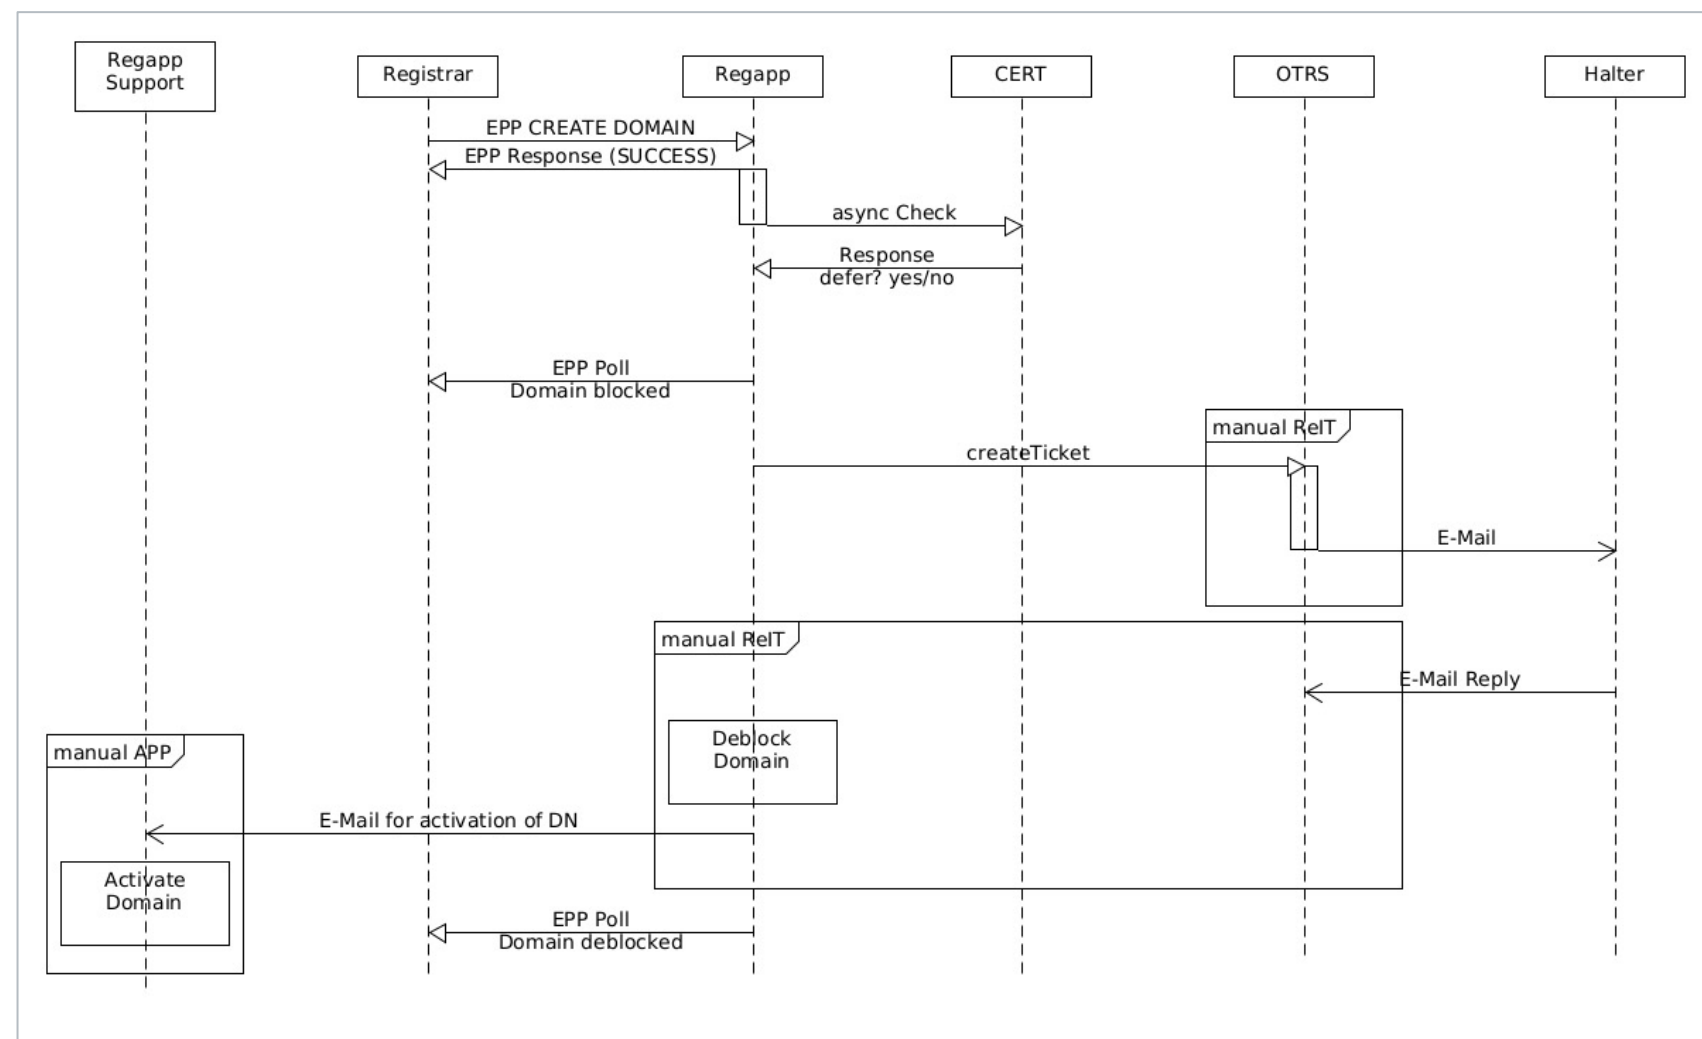 Regapp
Support
Registrar
Regapp
CERT
OTRS
Halter
EPP CREATE DOMAIN
EPP Response (SUCCESS)
async Check
Response
defer? yes/no
EPP Poll
Domain blocked
manual ReIT
createTicket
E-Mail
manual ReIT
E-Mail Reply
Deblock
Domain
manual APP
E-Mail for activation of DN
Activate
Domain
EPP Poll
Domain deblocked